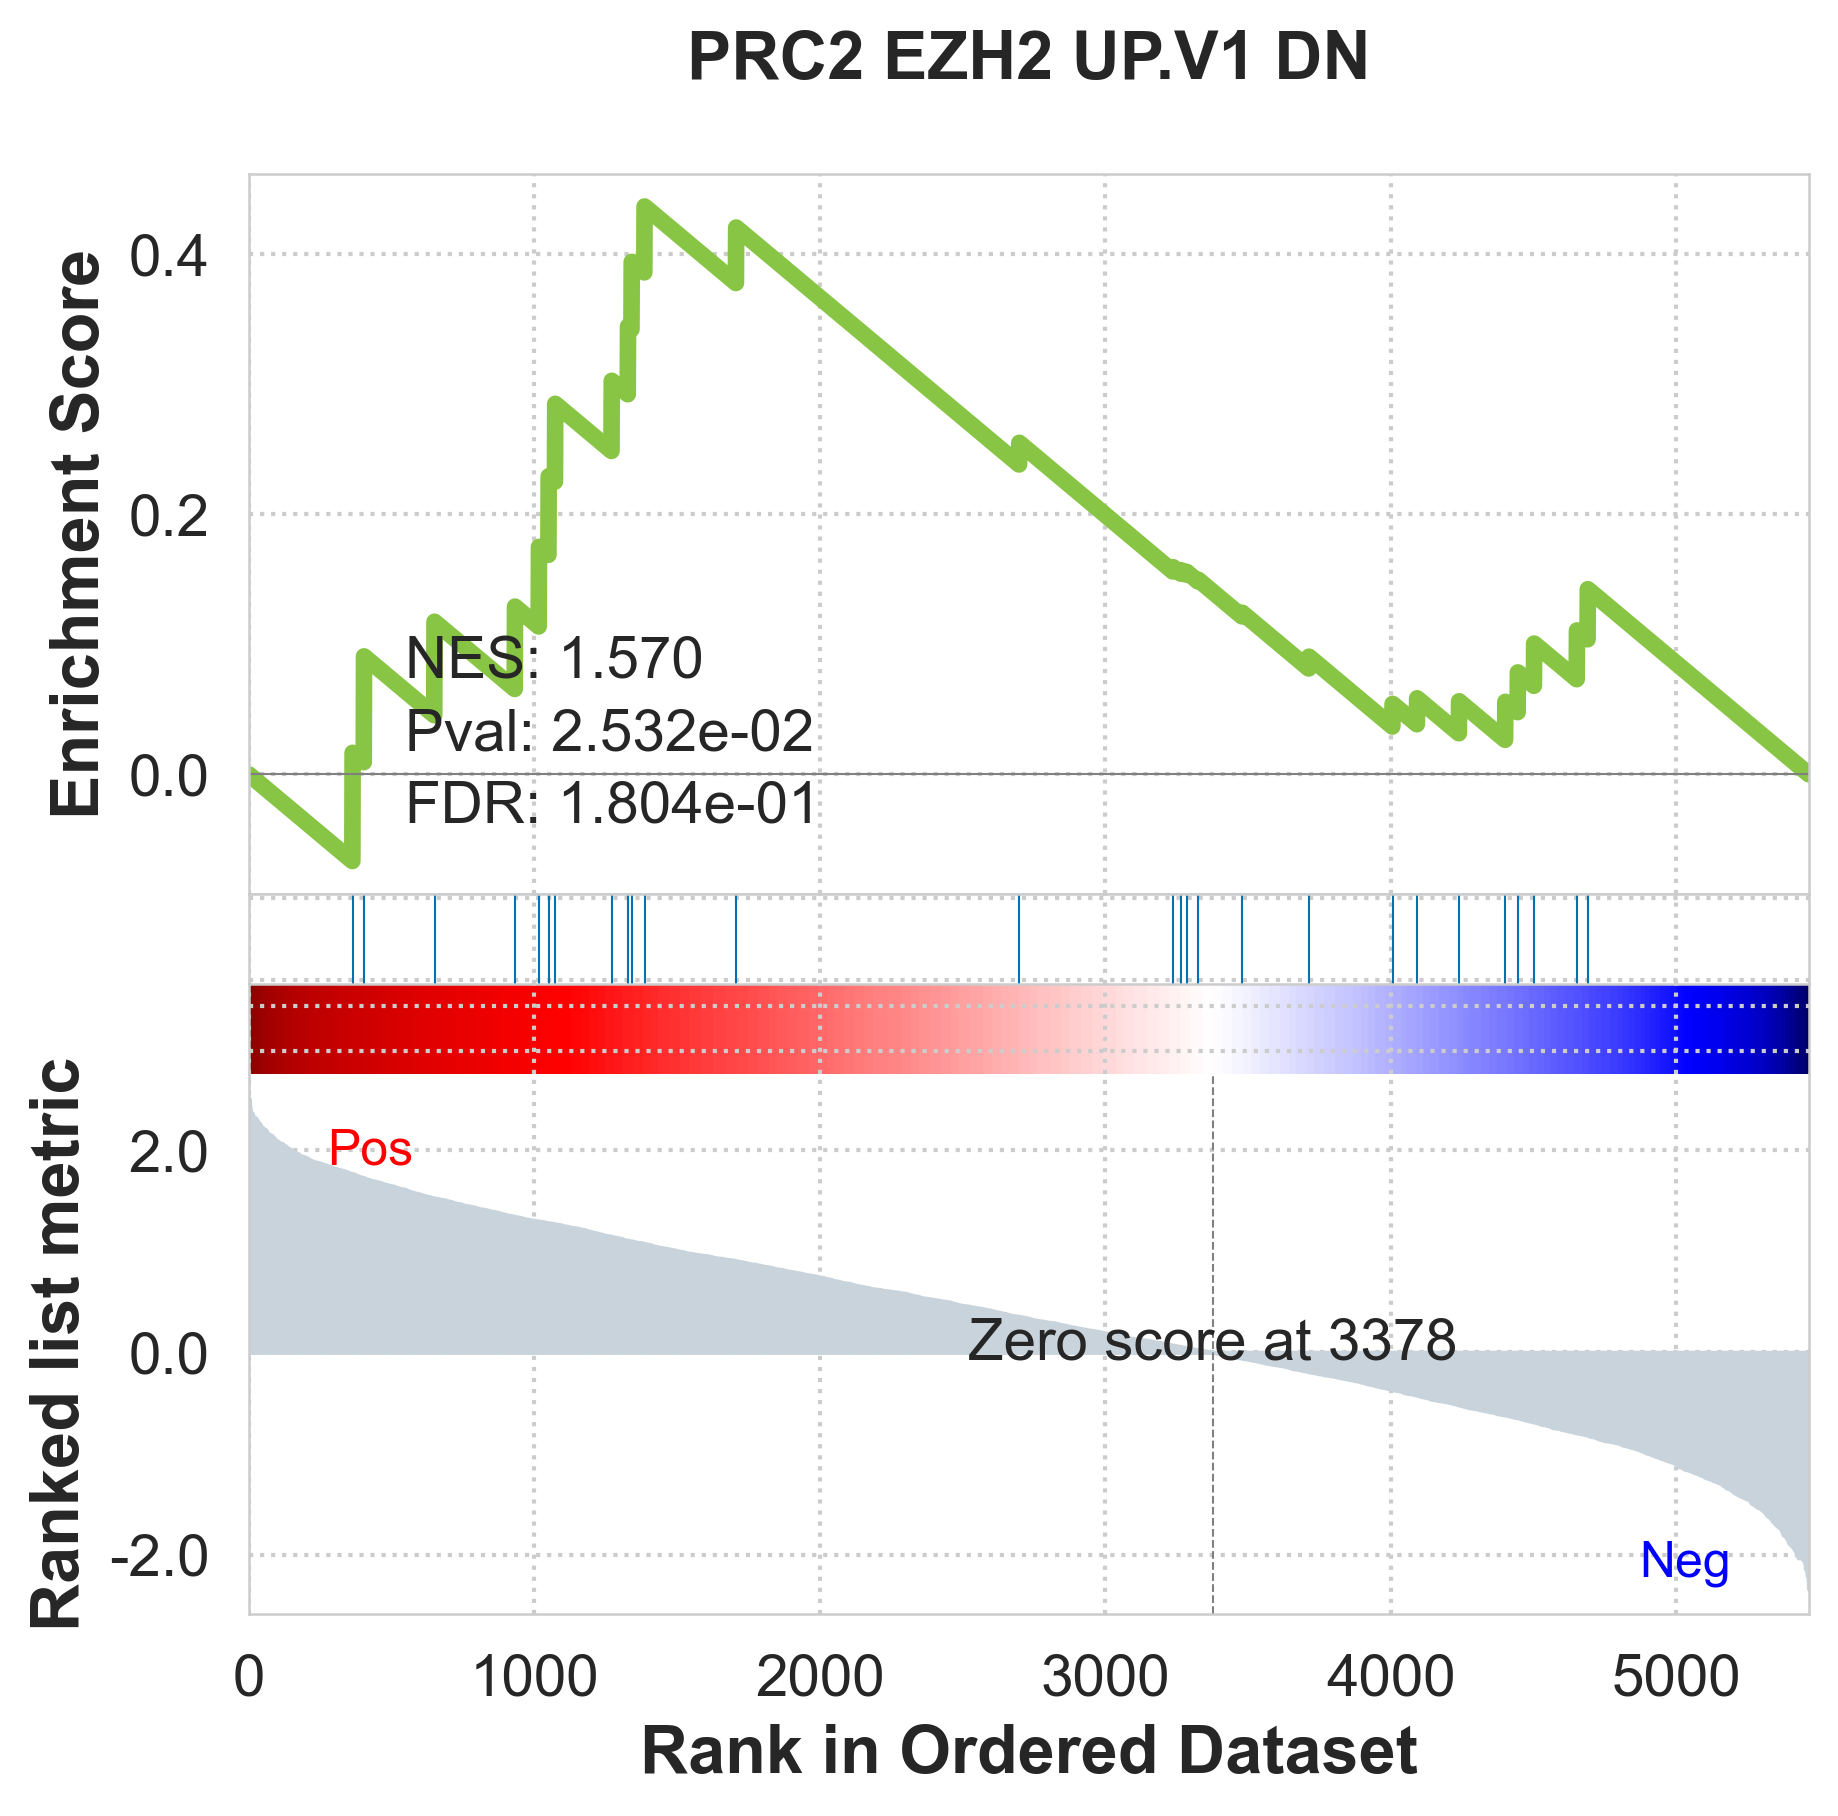 PRC2 EZH2 UP.V1 DN
Enrichment Score
0.4
0.2
0.0
NES: 1.570
Pval: 2.532e-02
FDR: 1.804e-01
Ranked list metric
2.0
0.0
-2.0
Pos
Zero score at 3378
Neg
0 1000 2000 3000 4000 5000
Rank in Ordered Dataset